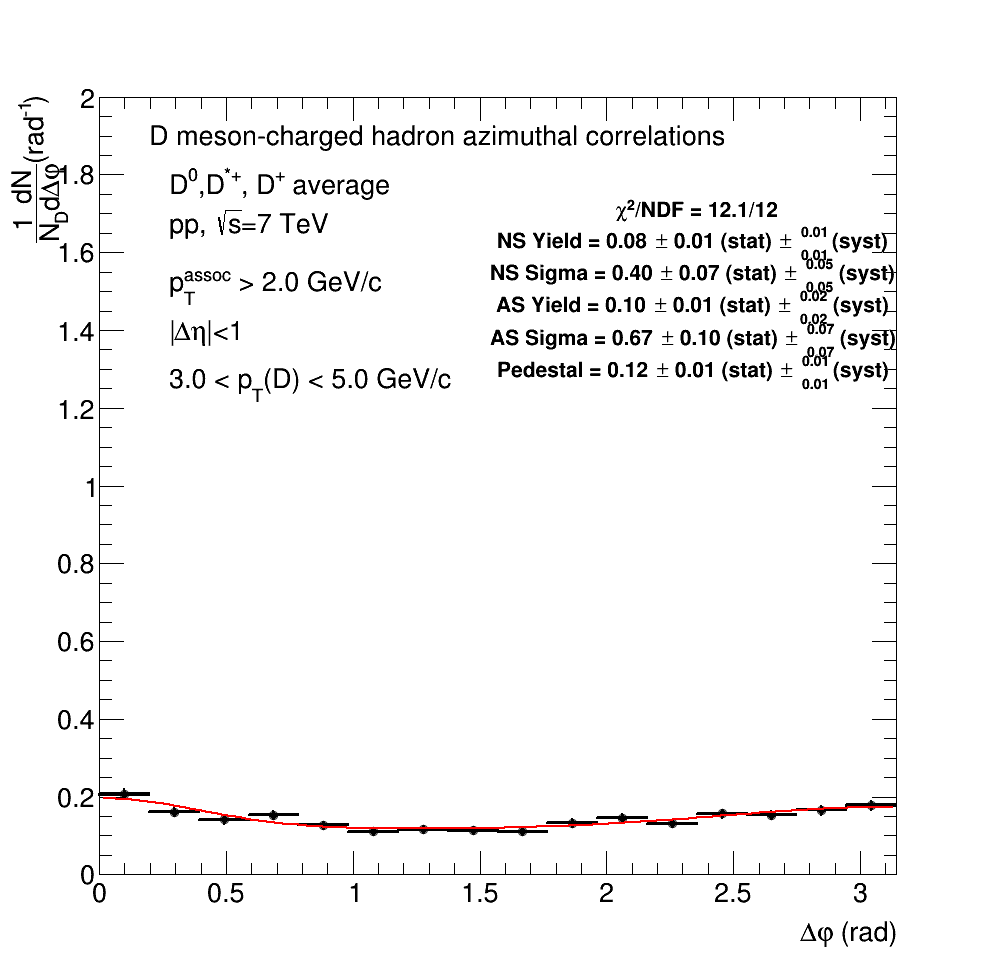 1 dN
N_D dΔφ (rad^-1)
2
1.8
1.6
1.4
1.2
1
0.8
0.6
0.4
0.2
0
D meson-charged hadron azimuthal correlations
D^0,D^*+, D^+ average
pp, √s=7 TeV
p_T^assoc > 2.0 GeV/c
|Δη|<1
3.0 < p_T(D) < 5.0 GeV/c
χ²/NDF = 12.1/12
NS Yield = 0.08 ± 0.01 (stat) ± 0.01 0.01 (syst)
NS Sigma = 0.40 ± 0.07 (stat) ± 0.05 0.05 (syst)
AS Yield = 0.10 ± 0.01 (stat) ± 0.02 0.02 (syst)
AS Sigma = 0.67 ± 0.10 (stat) ± 0.07 0.07 (syst)
Pedestal = 0.12 ± 0.01 (stat) ± 0.01 0.01 (syst)
0 0.5 1 1.5 2 2.5 3
Δφ (rad)